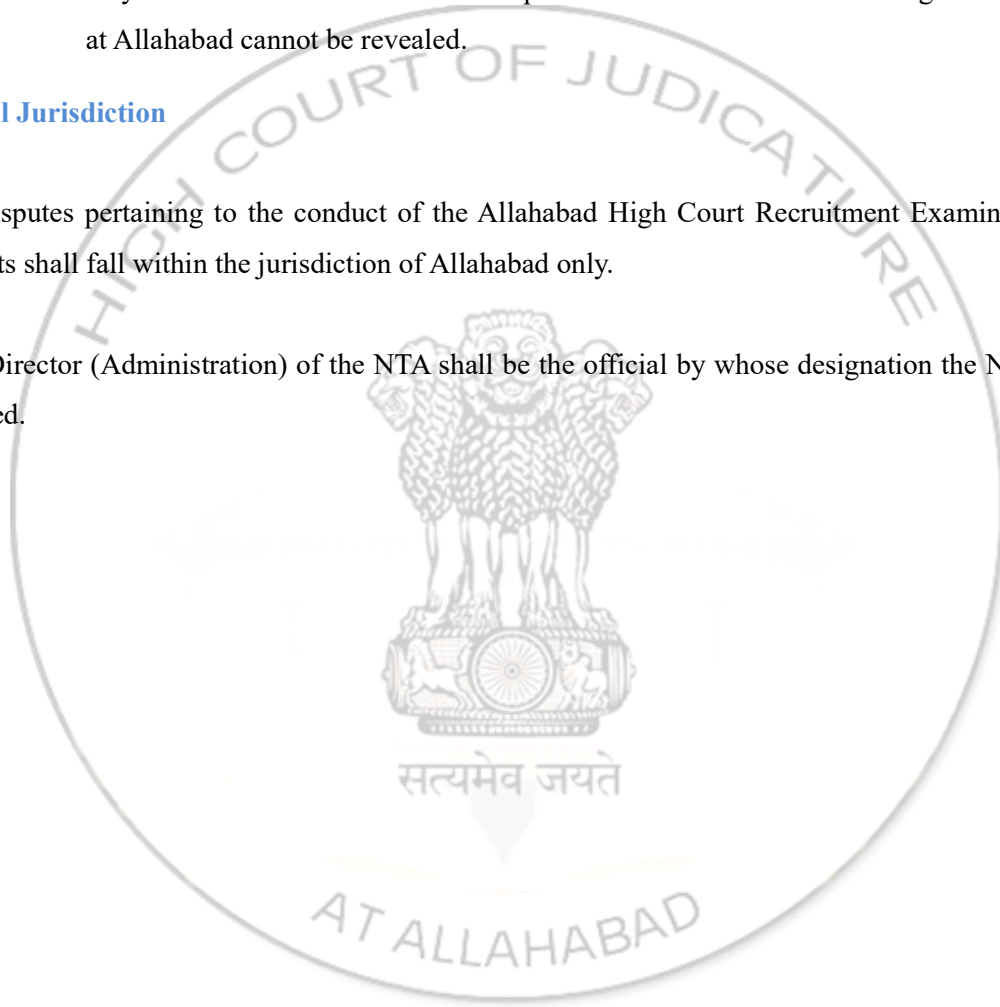 at Allahabad cannot be revealed.
l Jurisdiction
sputes pertaining to the conduct of the Allahabad High Court Recruitment Examin
ts shall fall within the jurisdiction of Allahabad only.
Director (Administration) of the NTA shall be the official by whose designation the N
ed.
HIGH COURT OF JUDICATURE
सत्यमेव जयते
AT ALLAHABAD